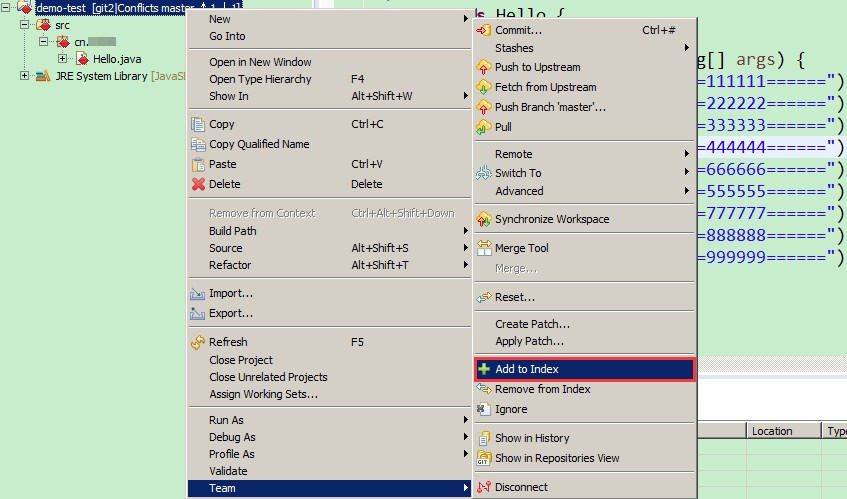 demo-test [git2|Conflicts master ↑1 ↓1]
src
cn.
Hello.java
JRE System Library [JavaS
New
Go Into
Open in New Window
Open Type Hierarchy F4
Show In Alt+Shift+W
Copy Ctrl+C
Copy Qualified Name
Paste Ctrl+V
Delete Delete
Remove from Context Ctrl+Alt+Shift+Down
Build Path
Source Alt+Shift+S
Refactor Alt+Shift+T
Import...
Export...
Refresh F5
Close Project
Close Unrelated Projects
Assign Working Sets...
Run As
Debug As
Profile As
Validate
Team
Commit... Ctrl+#
Stashes
Push to Upstream
Fetch from Upstream
Push Branch 'master'...
Pull
Remote
Switch To
Advanced
Synchronize Workspace
Merge Tool
Merge...
Reset...
Create Patch...
Apply Patch...
Add to Index
Remove from Index
Ignore
Show in History
Show in Repositories View
Disconnect
s Hello {
g[] args) {
=111111======")
=222222======")
=333333======")
=444444======")
=666666======")
=555555======")
=777777======")
=888888======")
=999999======")
Location Type